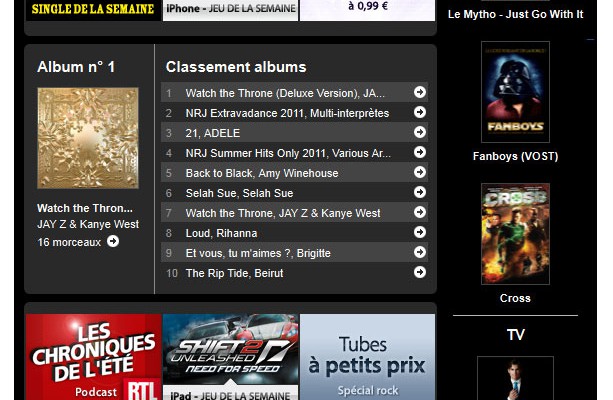 SINGLE DE LA SEMAINE
iPhone - JEU DE LA SEMAINE
à 0,99 €
Le Mytho - Just Go With It
Album n° 1
Watch the Thron...
JAY Z & Kanye West
16 morceaux
Classement albums
1 Watch the Throne (Deluxe Version), JA...
2 NRJ Extravadance 2011, Multi-interprètes
3 21, ADELE
4 NRJ Summer Hits Only 2011, Various Ar...
5 Back to Black, Amy Winehouse
6 Selah Sue, Selah Sue
7 Watch the Throne, JAY Z & Kanye West
8 Loud, Rihanna
9 Et vous, tu m'aimes ?, Brigitte
10 The Rip Tide, Beirut
FANBOYS
Fanboys (VOST)
CROSS
Cross
TV
LES
CHRONIQUES
DE L'ÉTÉ
Podcast RTL
SHIFT 2
UNLEASHED
NEED FOR SPEED
iPad - JEU DE LA SEMAINE
Tubes
à petits prix
Spécial rock